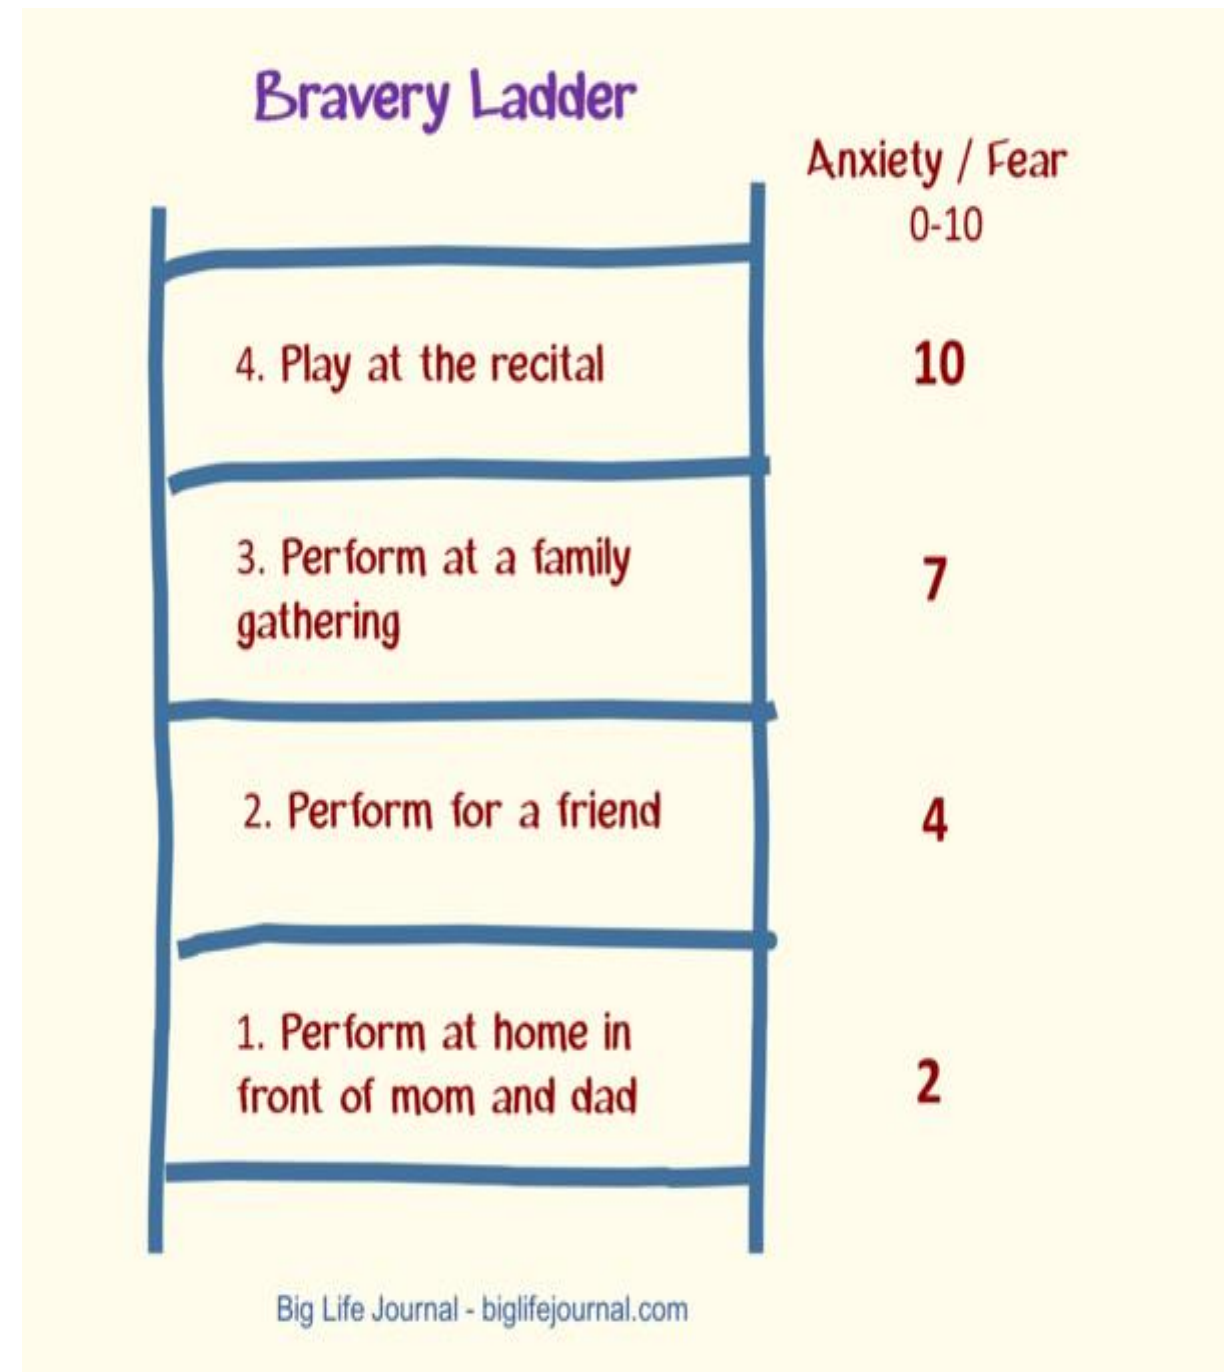 Bravery Ladder
Anxiety / Fear
0-10
4. Play at the recital
10
3. Perform at a family
gathering
7
2. Perform for a friend
4
1. Perform at home in
front of mom and dad
2
Big Life Journal - biglifejournal.com